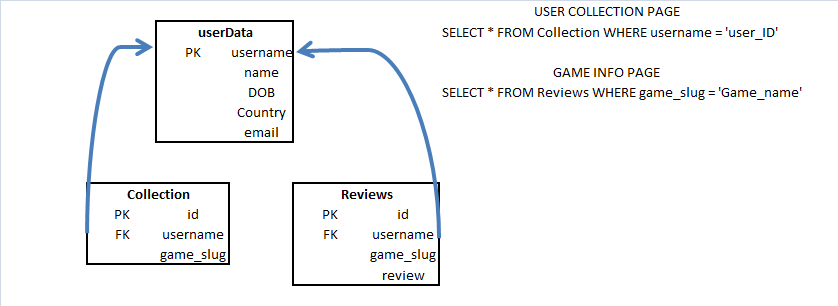 userData
PK username
name
DOB
Country
email
USER COLLECTION PAGE
SELECT * FROM Collection WHERE username = 'user_ID'
GAME INFO PAGE
SELECT * FROM Reviews WHERE game_slug = 'Game_name'
Collection
PK id
FK username
game_slug
Reviews
PK id
FK username
game_slug
review